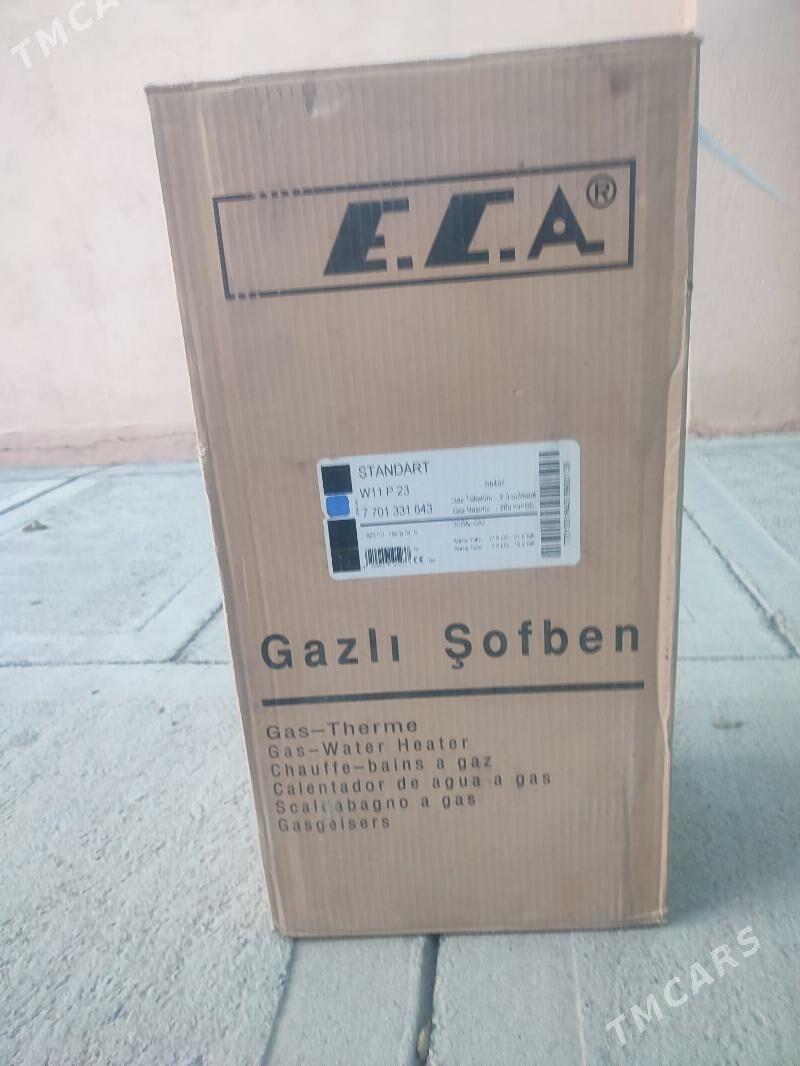 TMCARS
E.C.A®
STANDART
W11 P 23
7 701 331 643
CE
Gazlı Şofben
Gas-Therme
Gas-Water Heater
Chauffe-bains a gaz
Calentador de agua a gas
Scalcabagno a gas
Gasgeisers
TMCARS